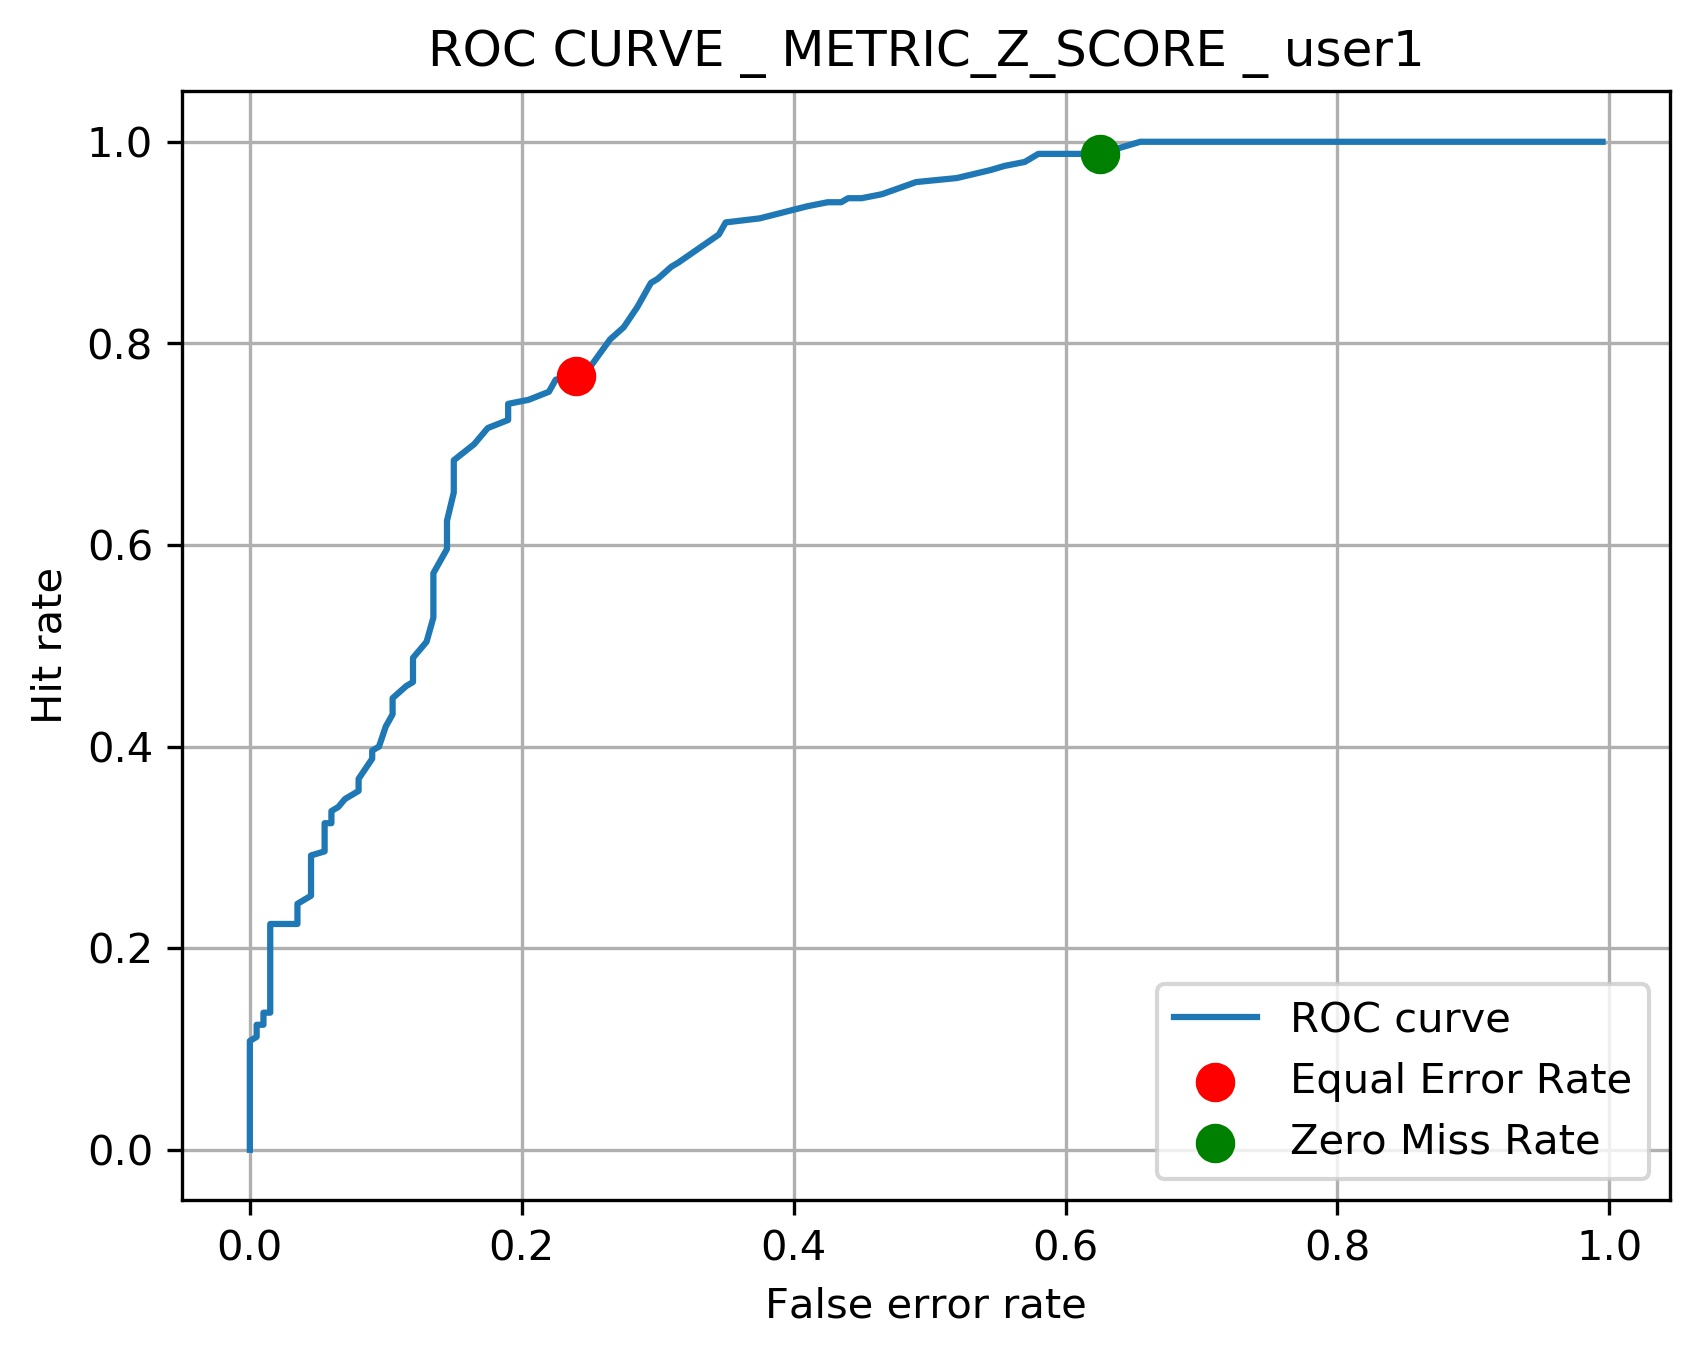 ROC CURVE _ METRIC_Z_SCORE _ user1
1.0
0.8
0.6
0.4
0.2
0.0
Hit rate
ROC curve
Equal Error Rate
Zero Miss Rate
0.0 0.2 0.4 0.6 0.8 1.0
False error rate